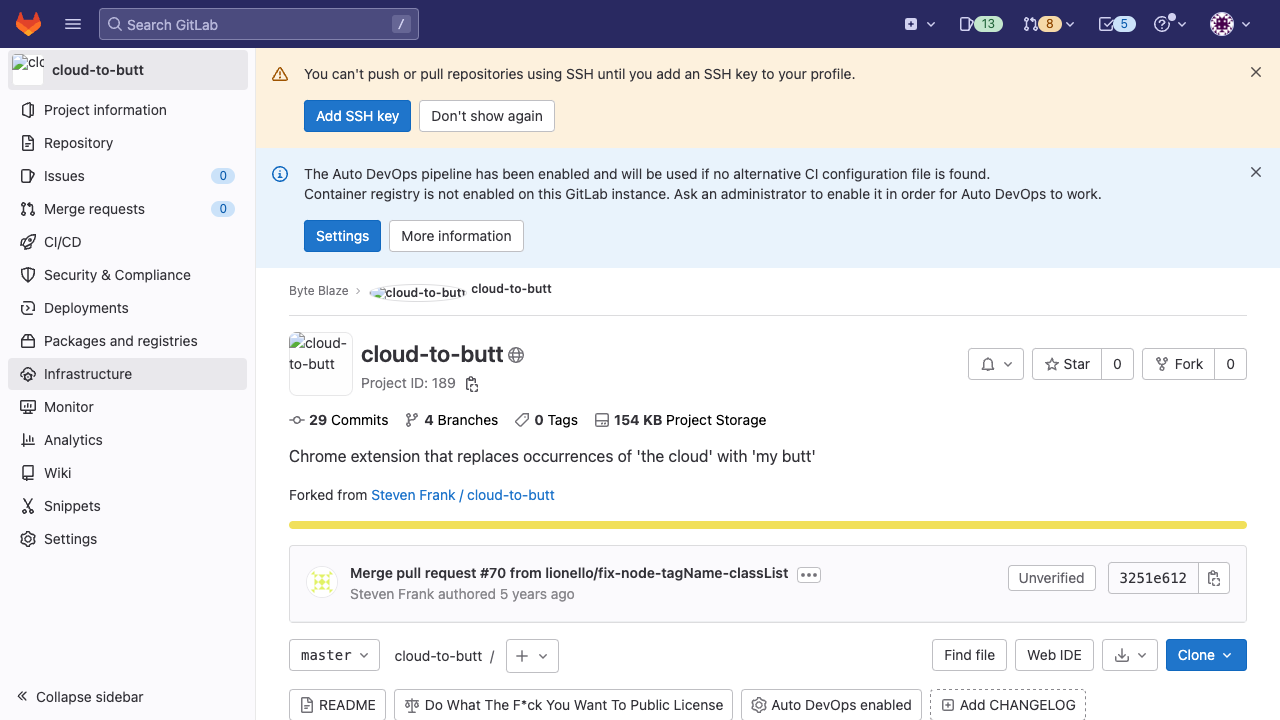 Search GitLab
/
13
8
5
cloud-to-butt
Project information
Repository
Issues
0
Merge requests
0
CI/CD
Security & Compliance
Deployments
Packages and registries
Infrastructure
Monitor
Analytics
Wiki
Snippets
Settings
Collapse sidebar
You can't push or pull repositories using SSH until you add an SSH key to your profile.
Add SSH key
Don't show again
The Auto DevOps pipeline has been enabled and will be used if no alternative CI configuration file is found.
Container registry is not enabled on this GitLab instance. Ask an administrator to enable it in order for Auto DevOps to work.
Settings
More information
Byte Blaze
cloud-to-butt
cloud-to-butt
cloud-to-butt
cloud-to-butt
Project ID: 189
Star
0
Fork
0
29 Commits
4 Branches
0 Tags
154 KB Project Storage
Chrome extension that replaces occurrences of 'the cloud' with 'my butt'
Forked from Steven Frank / cloud-to-butt
Merge pull request #70 from lionello/fix-node-tagName-classList
Steven Frank authored 5 years ago
Unverified
3251e612
master
cloud-to-butt /
Find file
Web IDE
Clone
README
Do What The F*ck You Want To Public License
Auto DevOps enabled
Add CHANGELOG